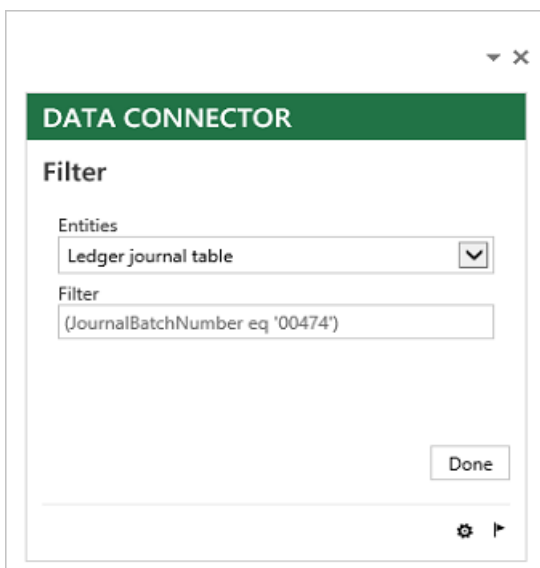 DATA CONNECTOR
Filter
Entities
Ledger journal table
Filter
(JournalBatchNumber eq '00474')
Done